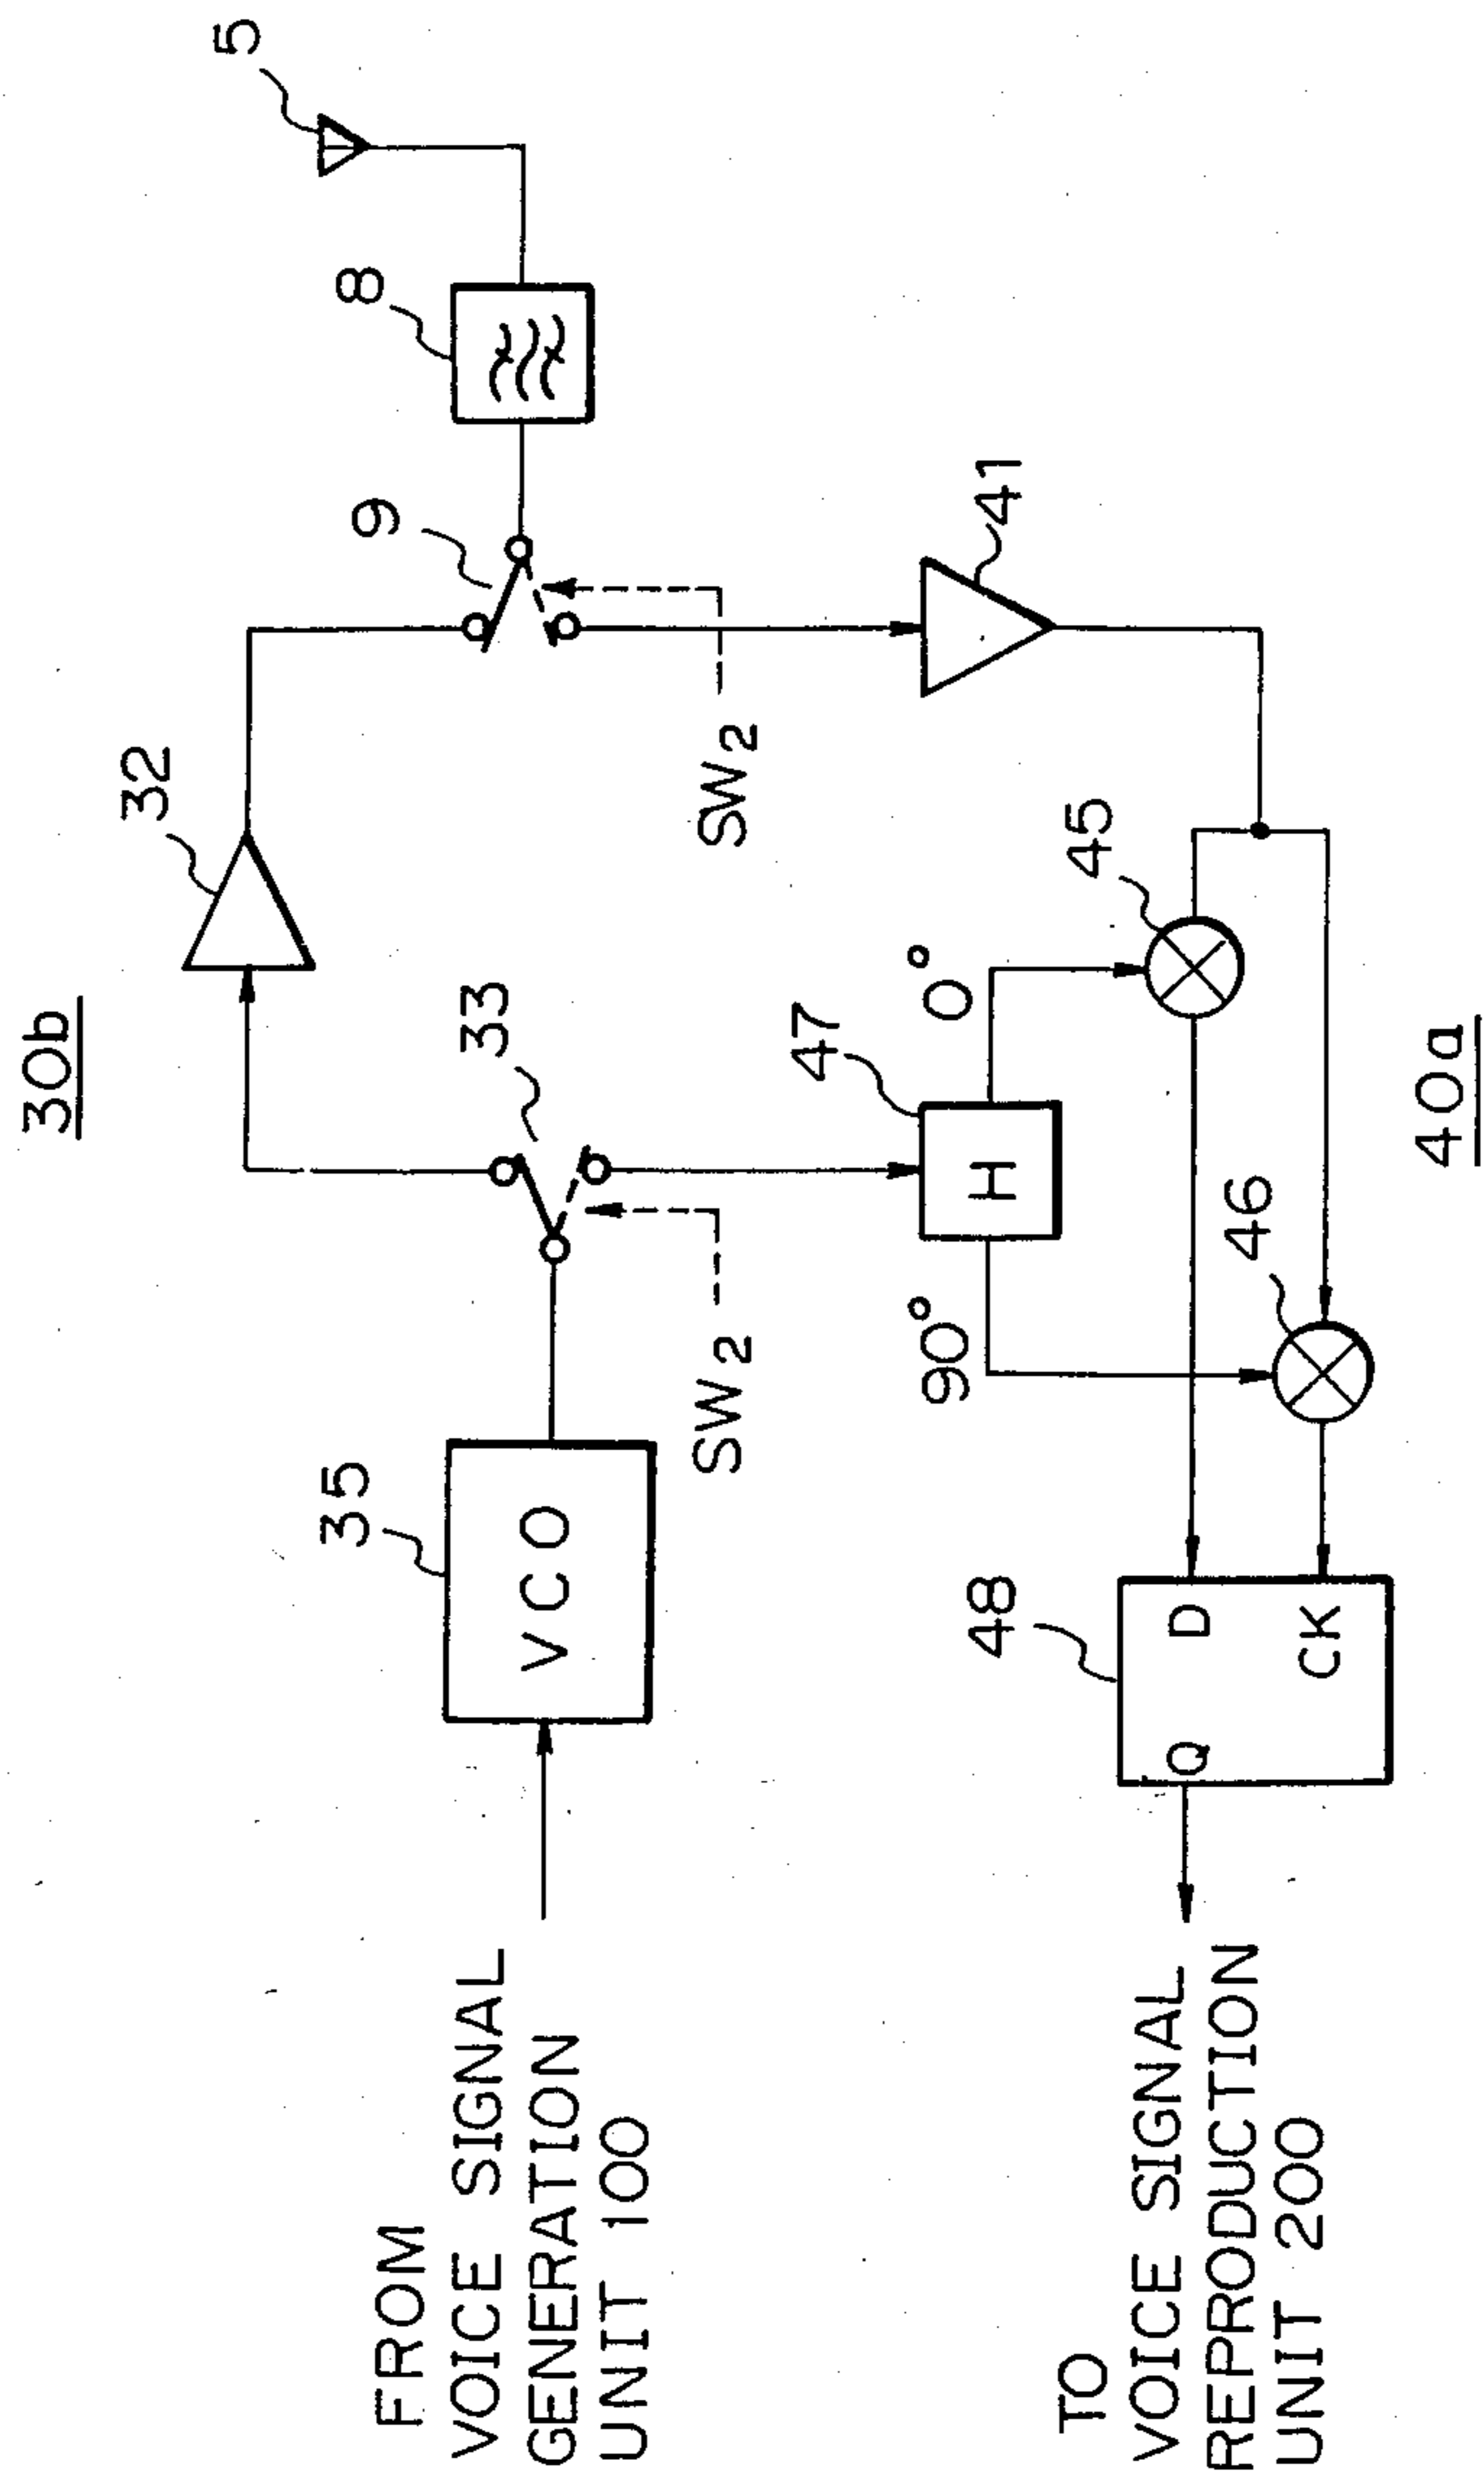 30b
5
8
9
32
33
35
VCO
FROM
VOICE SIGNAL
GENERATION
UNIT 100
SW2
SW2
41
45
0°
47
H
90°
46
48
D
CK
Q
TO
VOICE SIGNAL
REPRODUCTION
UNIT 200
40a